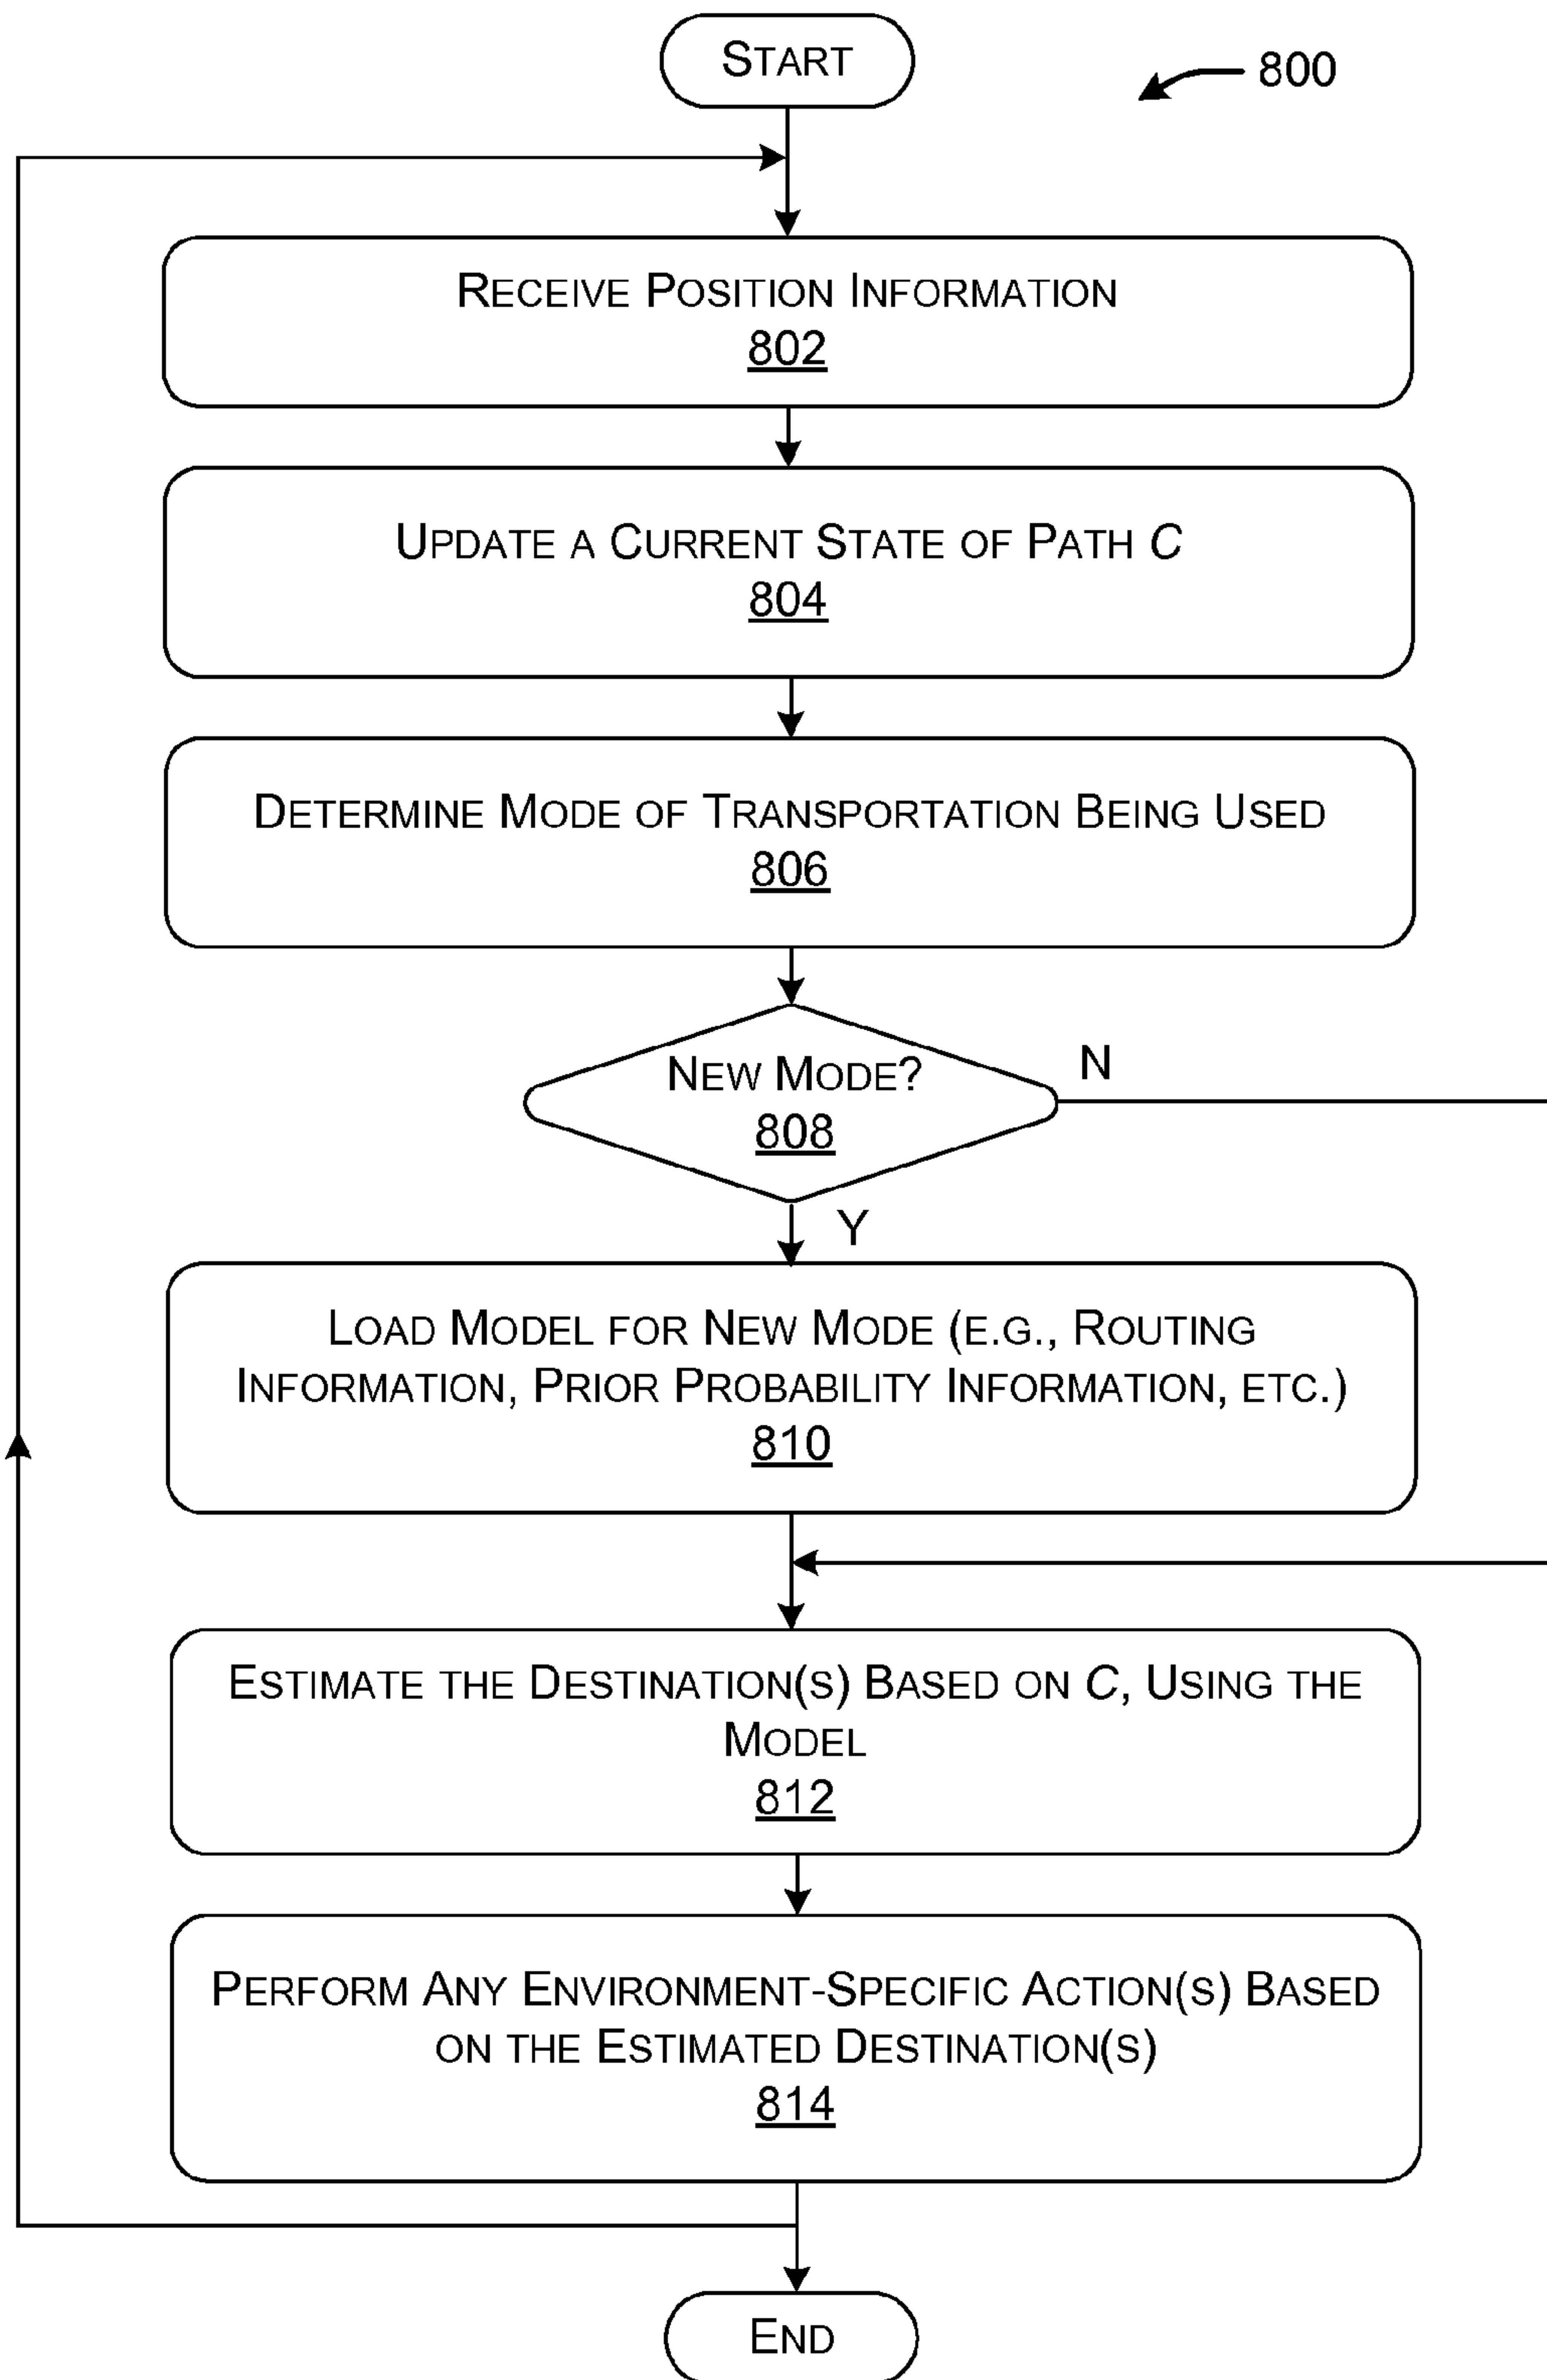 START
800
RECEIVE POSITION INFORMATION
802
UPDATE A CURRENT STATE OF PATH C
804
DETERMINE MODE OF TRANSPORTATION BEING USED
806
NEW MODE?
808
N
Y
LOAD MODEL FOR NEW MODE (E.G., ROUTING
INFORMATION, PRIOR PROBABILITY INFORMATION, ETC.)
810
ESTIMATE THE DESTINATION(S) BASED ON C, USING THE
MODEL
812
PERFORM ANY ENVIRONMENT-SPECIFIC ACTION(S) BASED
ON THE ESTIMATED DESTINATION(S)
814
END